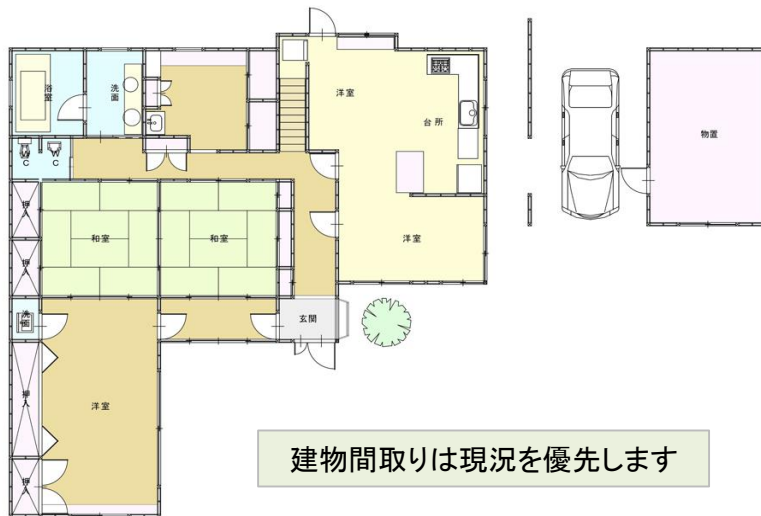 浴室
洗面
洋室
台所
物置
WC
WC
押入
和室
和室
洋室
押入
洗面
玄関
押入
洋室
押入
建物間取りは現況を優先します